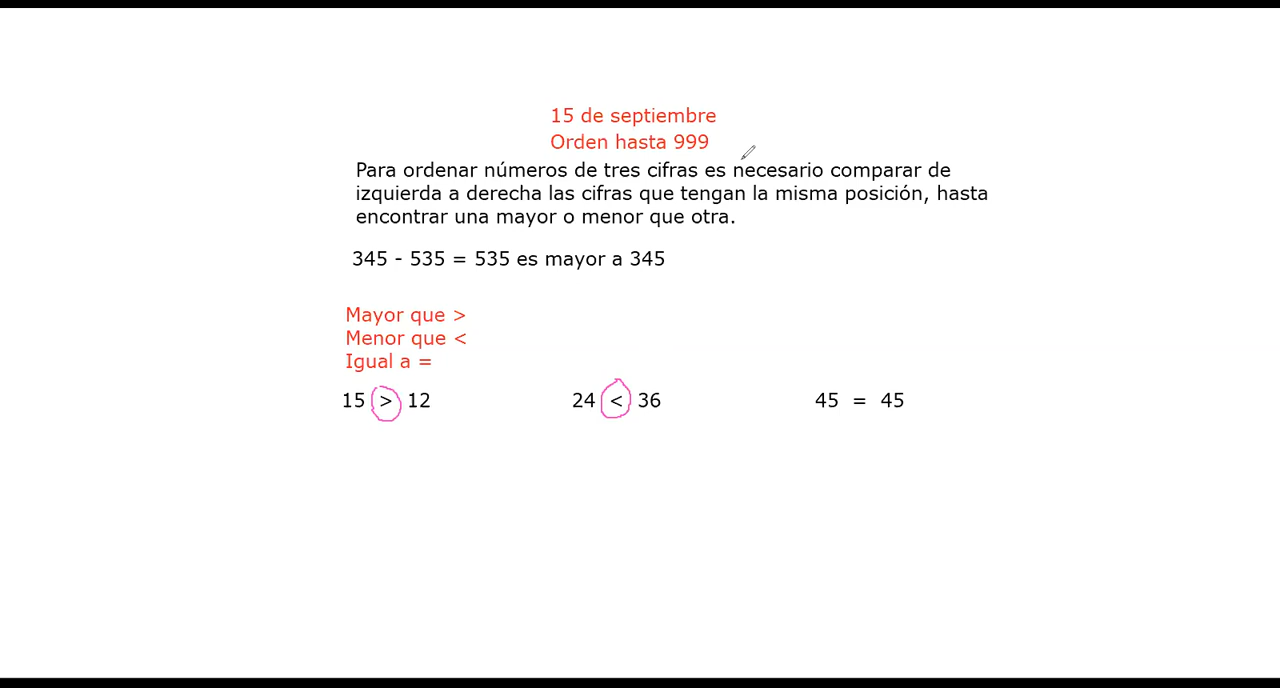 15 de septiembre
Orden hasta 999
Para ordenar números de tres cifras es necesario comparar de
izquierda a derecha las cifras que tengan la misma posición, hasta
encontrar una mayor o menor que otra.
345 - 535 = 535 es mayor a 345
Mayor que >
Menor que <
Igual a =
15 > 12 24 < 36 45 = 45